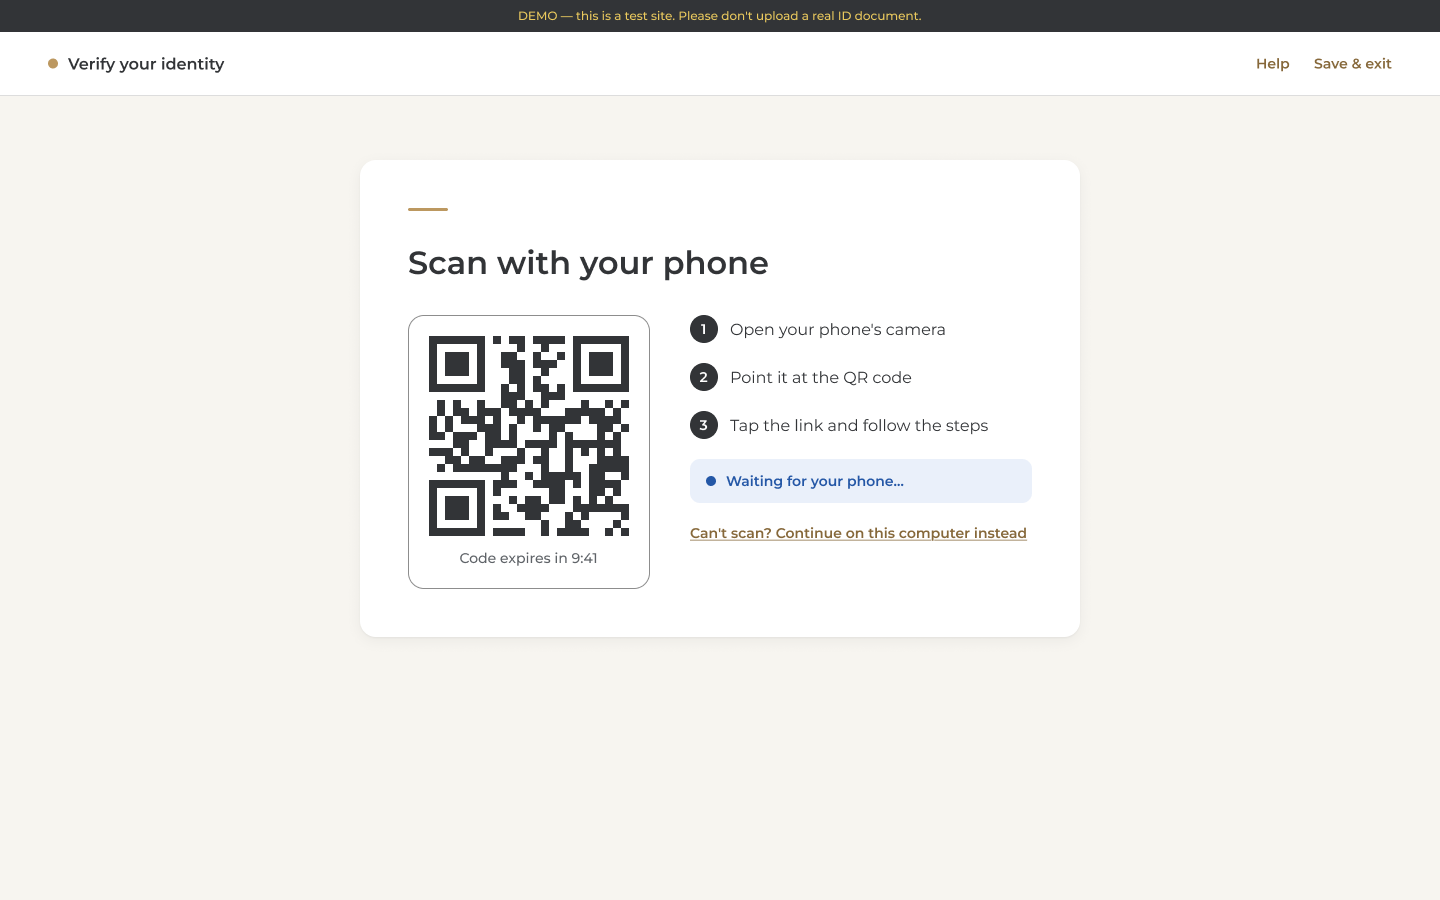 DEMO — this is a test site. Please don't upload a real ID document.
Verify your identity
Help
Save & exit
Scan with your phone
Code expires in 9:41
1 Open your phone's camera
2 Point it at the QR code
3 Tap the link and follow the steps
Waiting for your phone...
Can't scan? Continue on this computer instead